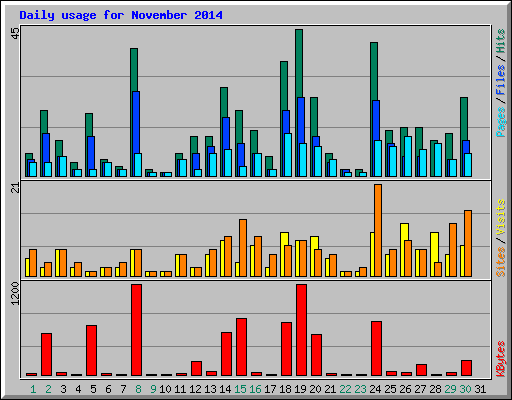 Daily usage for November 2014
45
Pages / Files / Hits
21
Sites / Visits
1200
KBytes
1 2 3 4 5 6 7 8 9 10 11 12 13 14 15 16 17 18 19 20 21 22 23 24 25 26 27 28 29 30 31